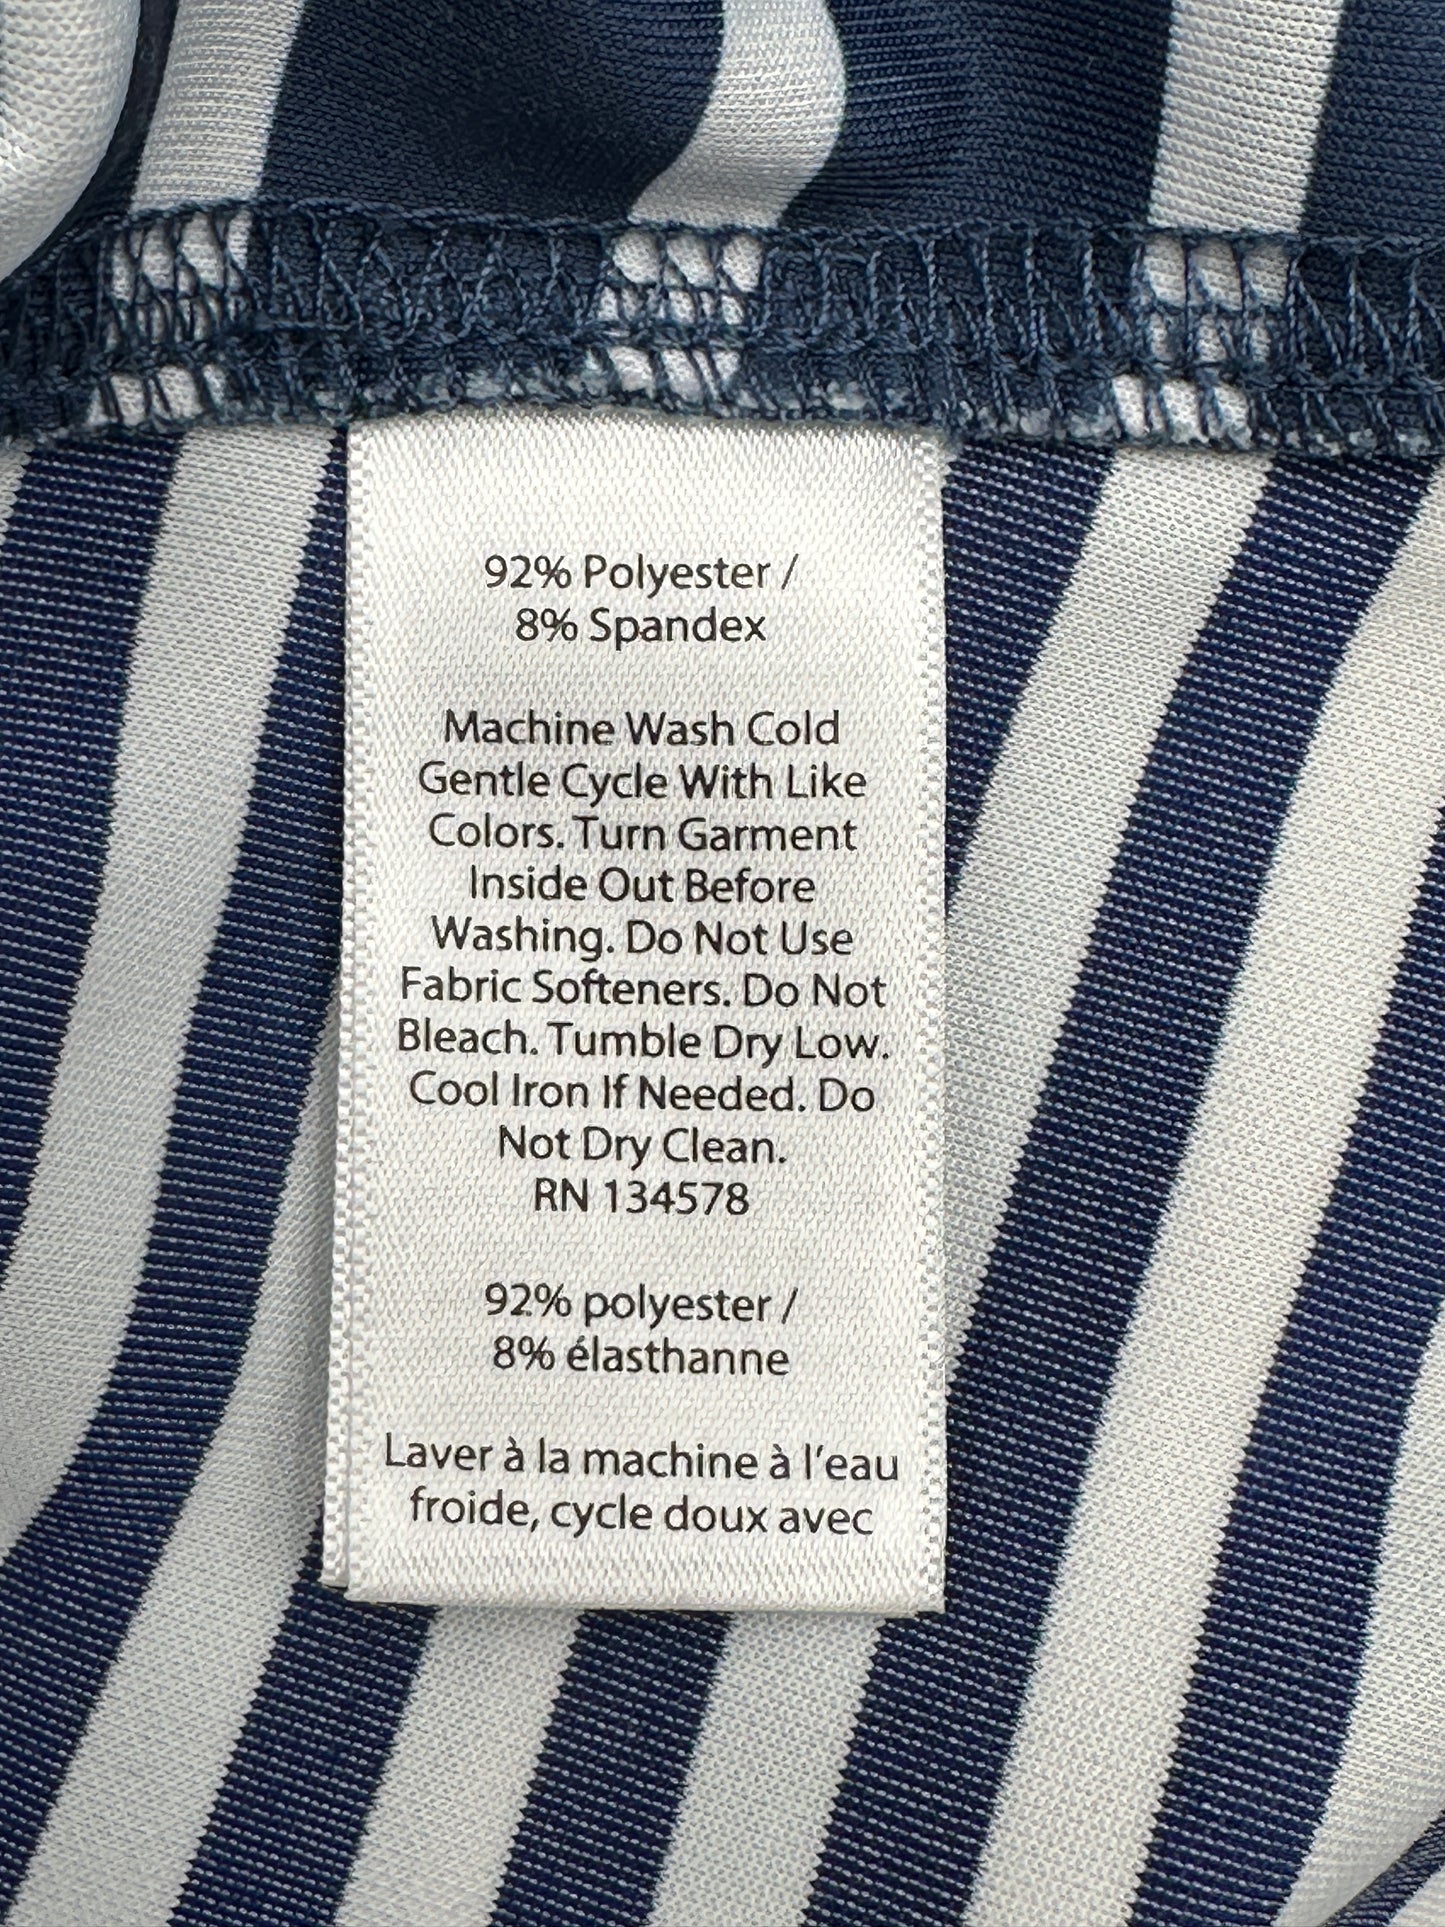 92% Polyester /
8% Spandex
Machine Wash Cold
Gentle Cycle With Like
Colors. Turn Garment
Inside Out Before
Washing. Do Not Use
Fabric Softeners. Do Not
Bleach. Tumble Dry Low.
Cool Iron If Needed. Do
Not Dry Clean.
RN 134578
92% polyester /
8% élasthanne
Laver à la machine à l'eau
froide, cycle doux avec